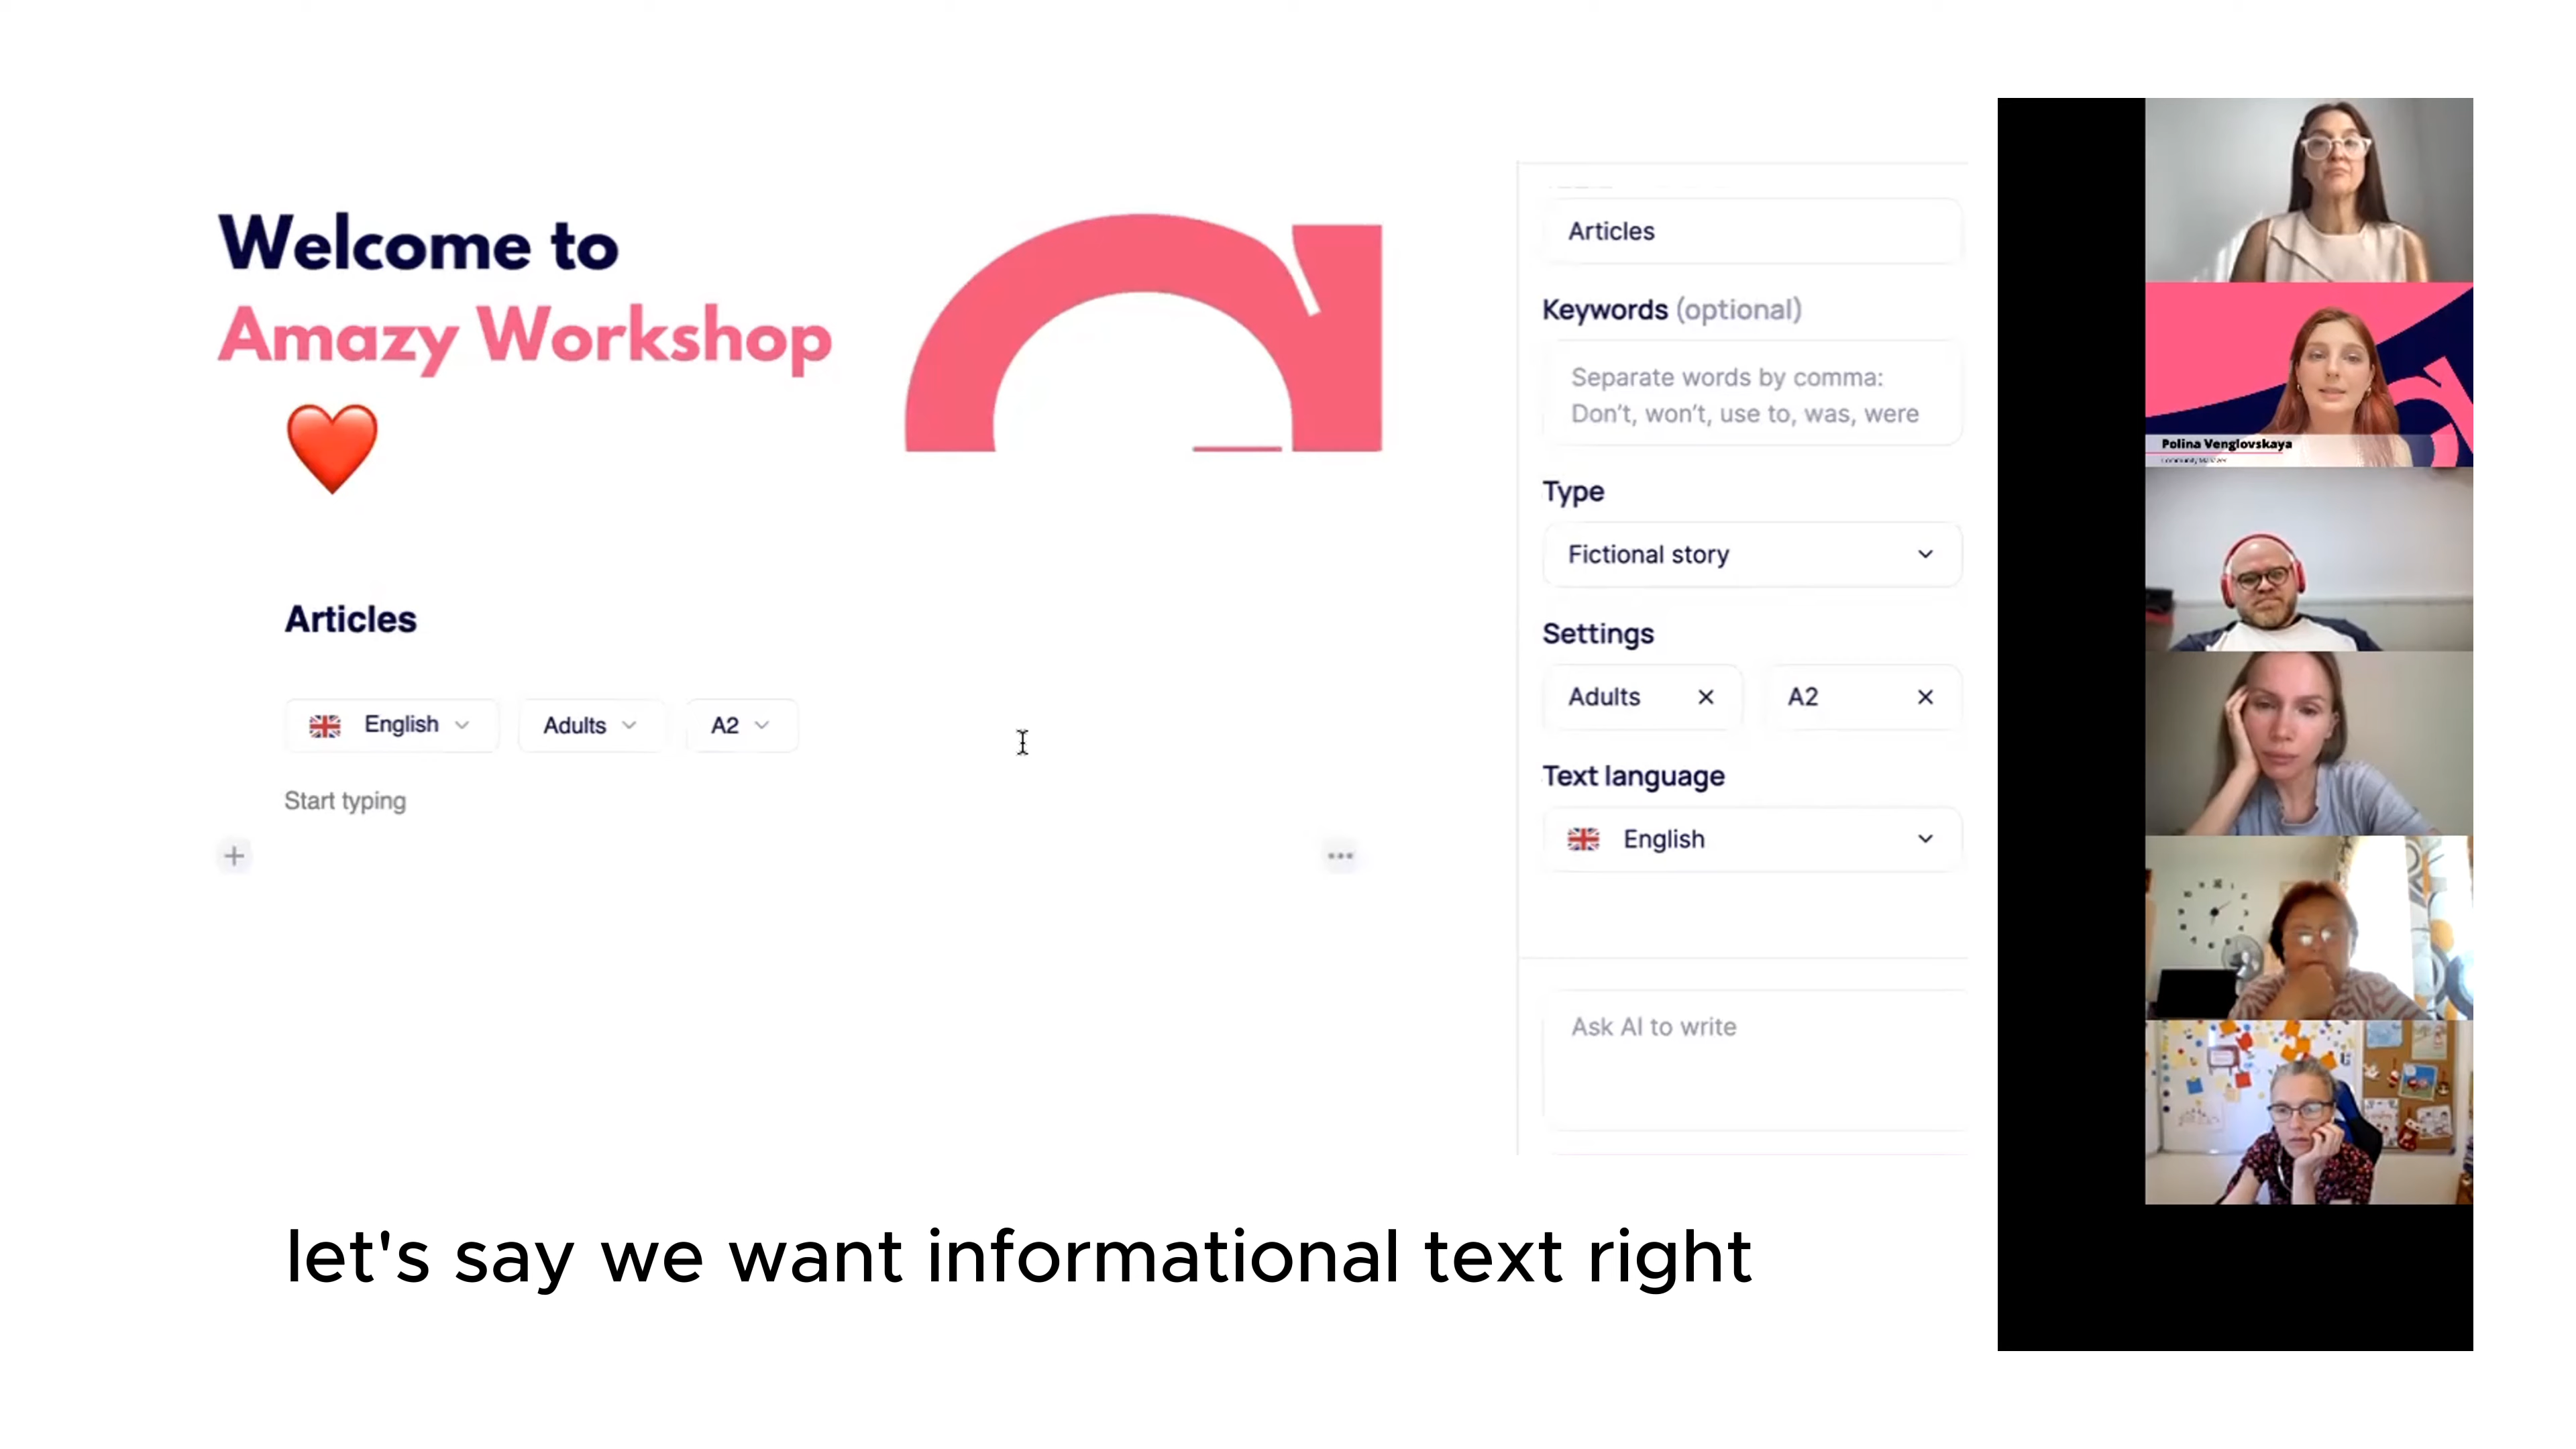 Welcome to
Amazy Workshop
Articles
English
Adults
A2
Start typing
Articles
Keywords (optional)
Separate words by comma:
Don't, won't, use to, was, were
Type
Fictional story
Settings
Adults
A2
Text language
English
Ask AI to write
Polina Venglovskaya
let's say we want informational text right